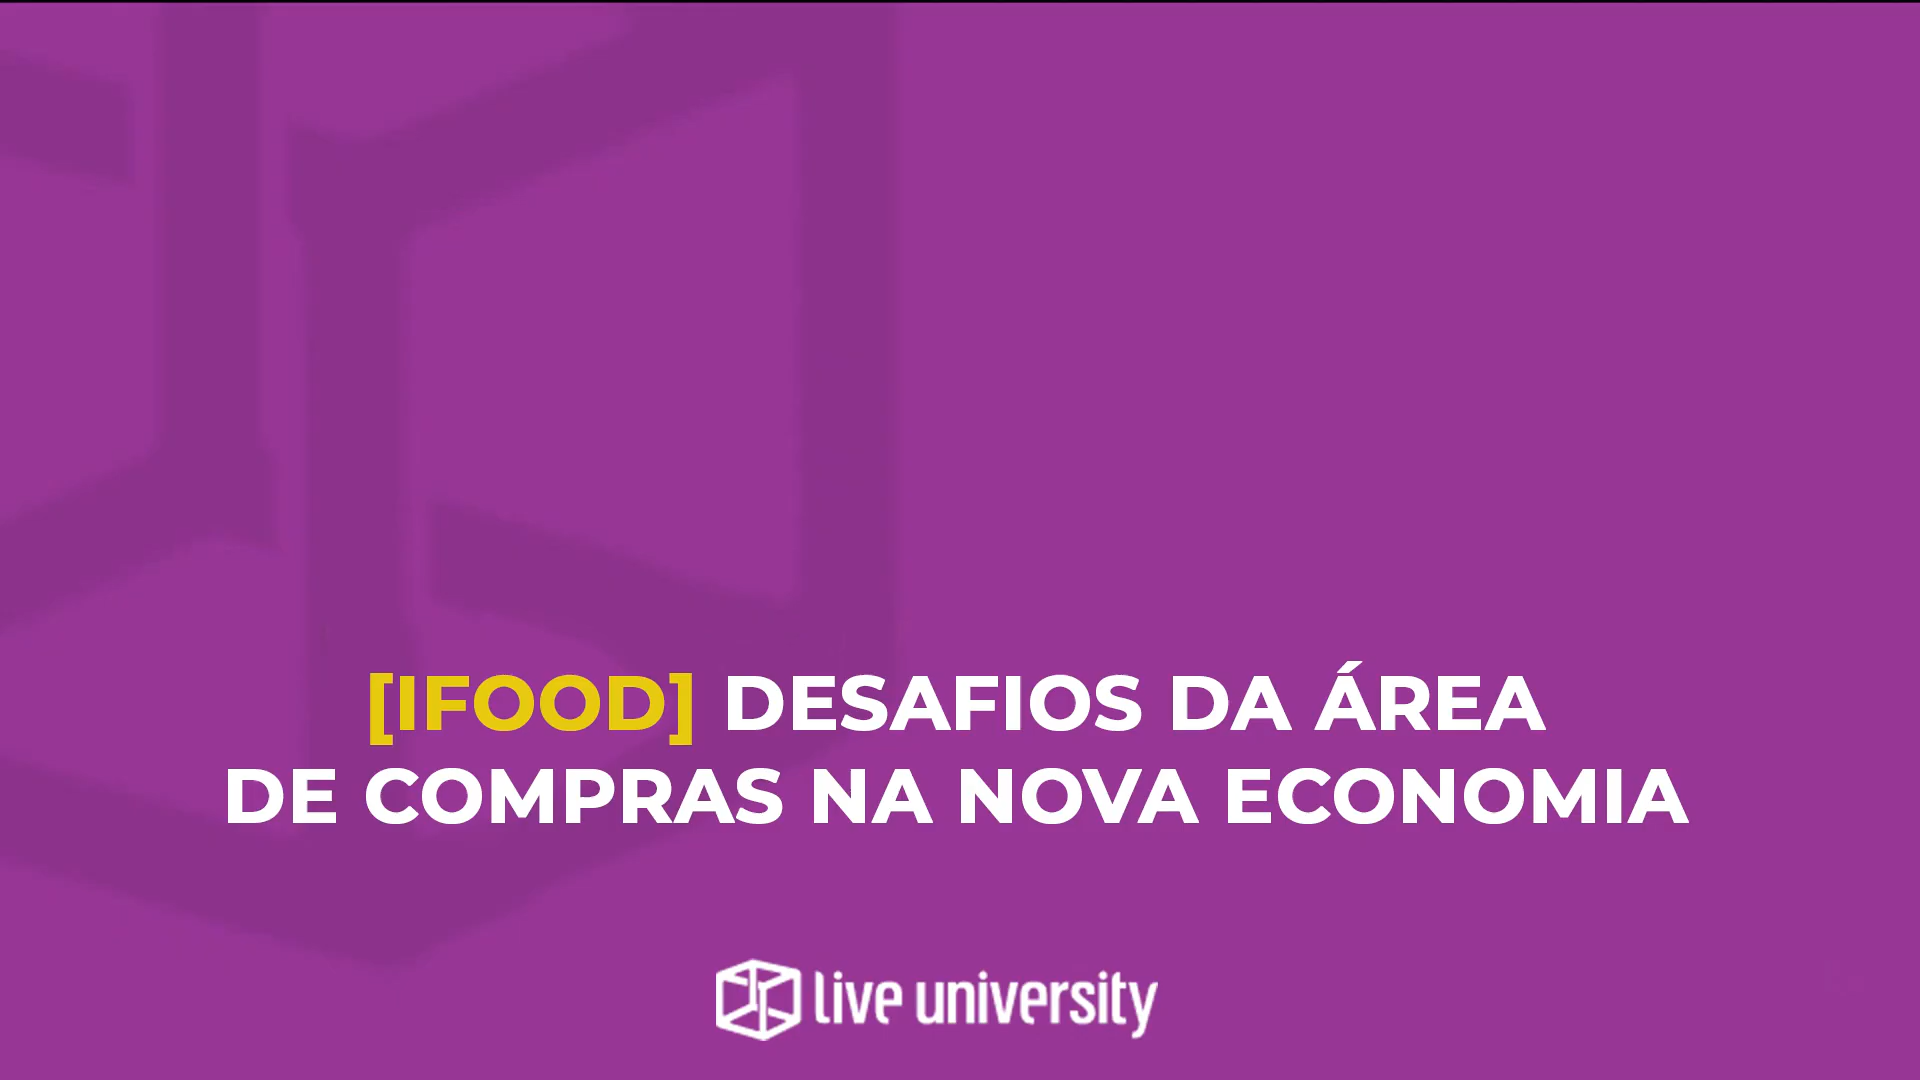 [IFOOD] DESAFIOS DA ÁREA
DE COMPRAS NA NOVA ECONOMIA
live university